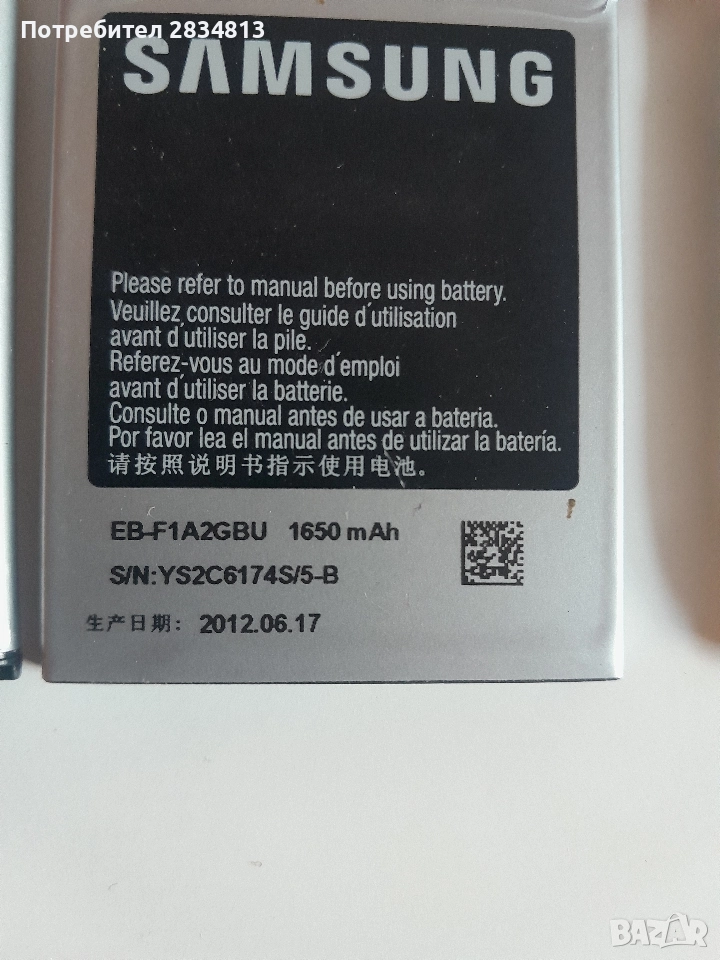 Потребител 2834813
SAMSUNG
Please refer to manual before using battery.
Veuillez consulter le guide d'utilisation
avant d'utiliser la pile.
Referez-vous au mode d'emploi
avant d'utiliser la batterie.
Consulte o manual antes de usar a bateria.
Por favor lea el manual antes de utilizar la batería.
请按照说明书指示使用电池。
EB-F1A2GBU 1650 mAh
S/N:YS2C6174S/5-B
生产日期: 2012.06.17
BAZAR